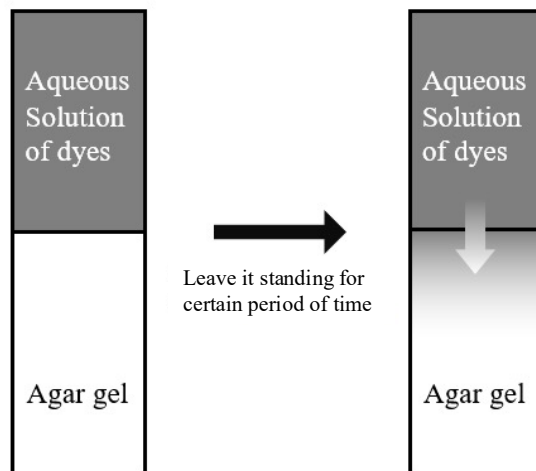 Aqueous
Solution
of dyes
Agar gel
Leave it standing for
certain period of time
Aqueous
Solution
of dyes
Agar gel